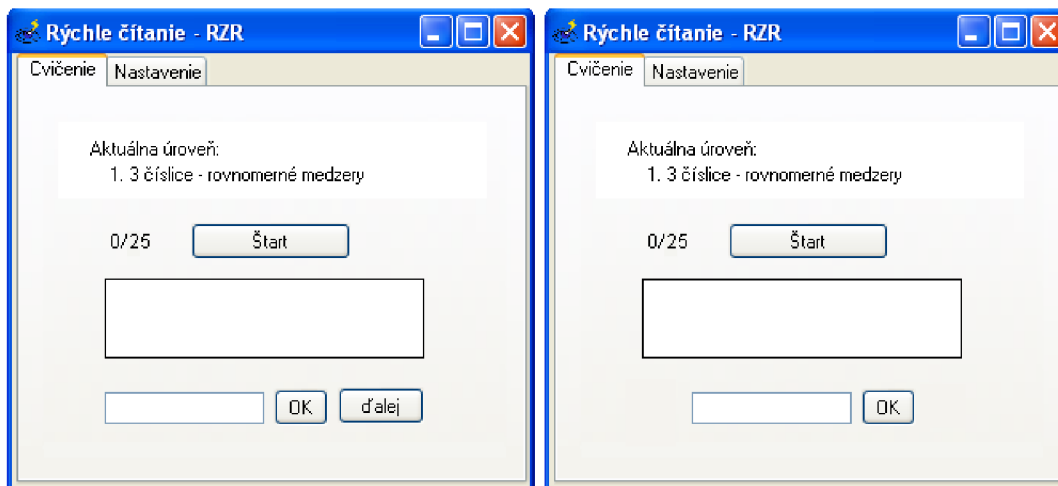 Rýchle čítanie - RZR
Cvičenie Nastavenie
Aktuálna úroveň:
1. 3 číslice - rovnomerné medzery
0/25 Štart
OK ďalej
Rýchle čítanie - RZR
Cvičenie Nastavenie
Aktuálna úroveň:
1. 3 číslice - rovnomerné medzery
0/25 Štart
OK